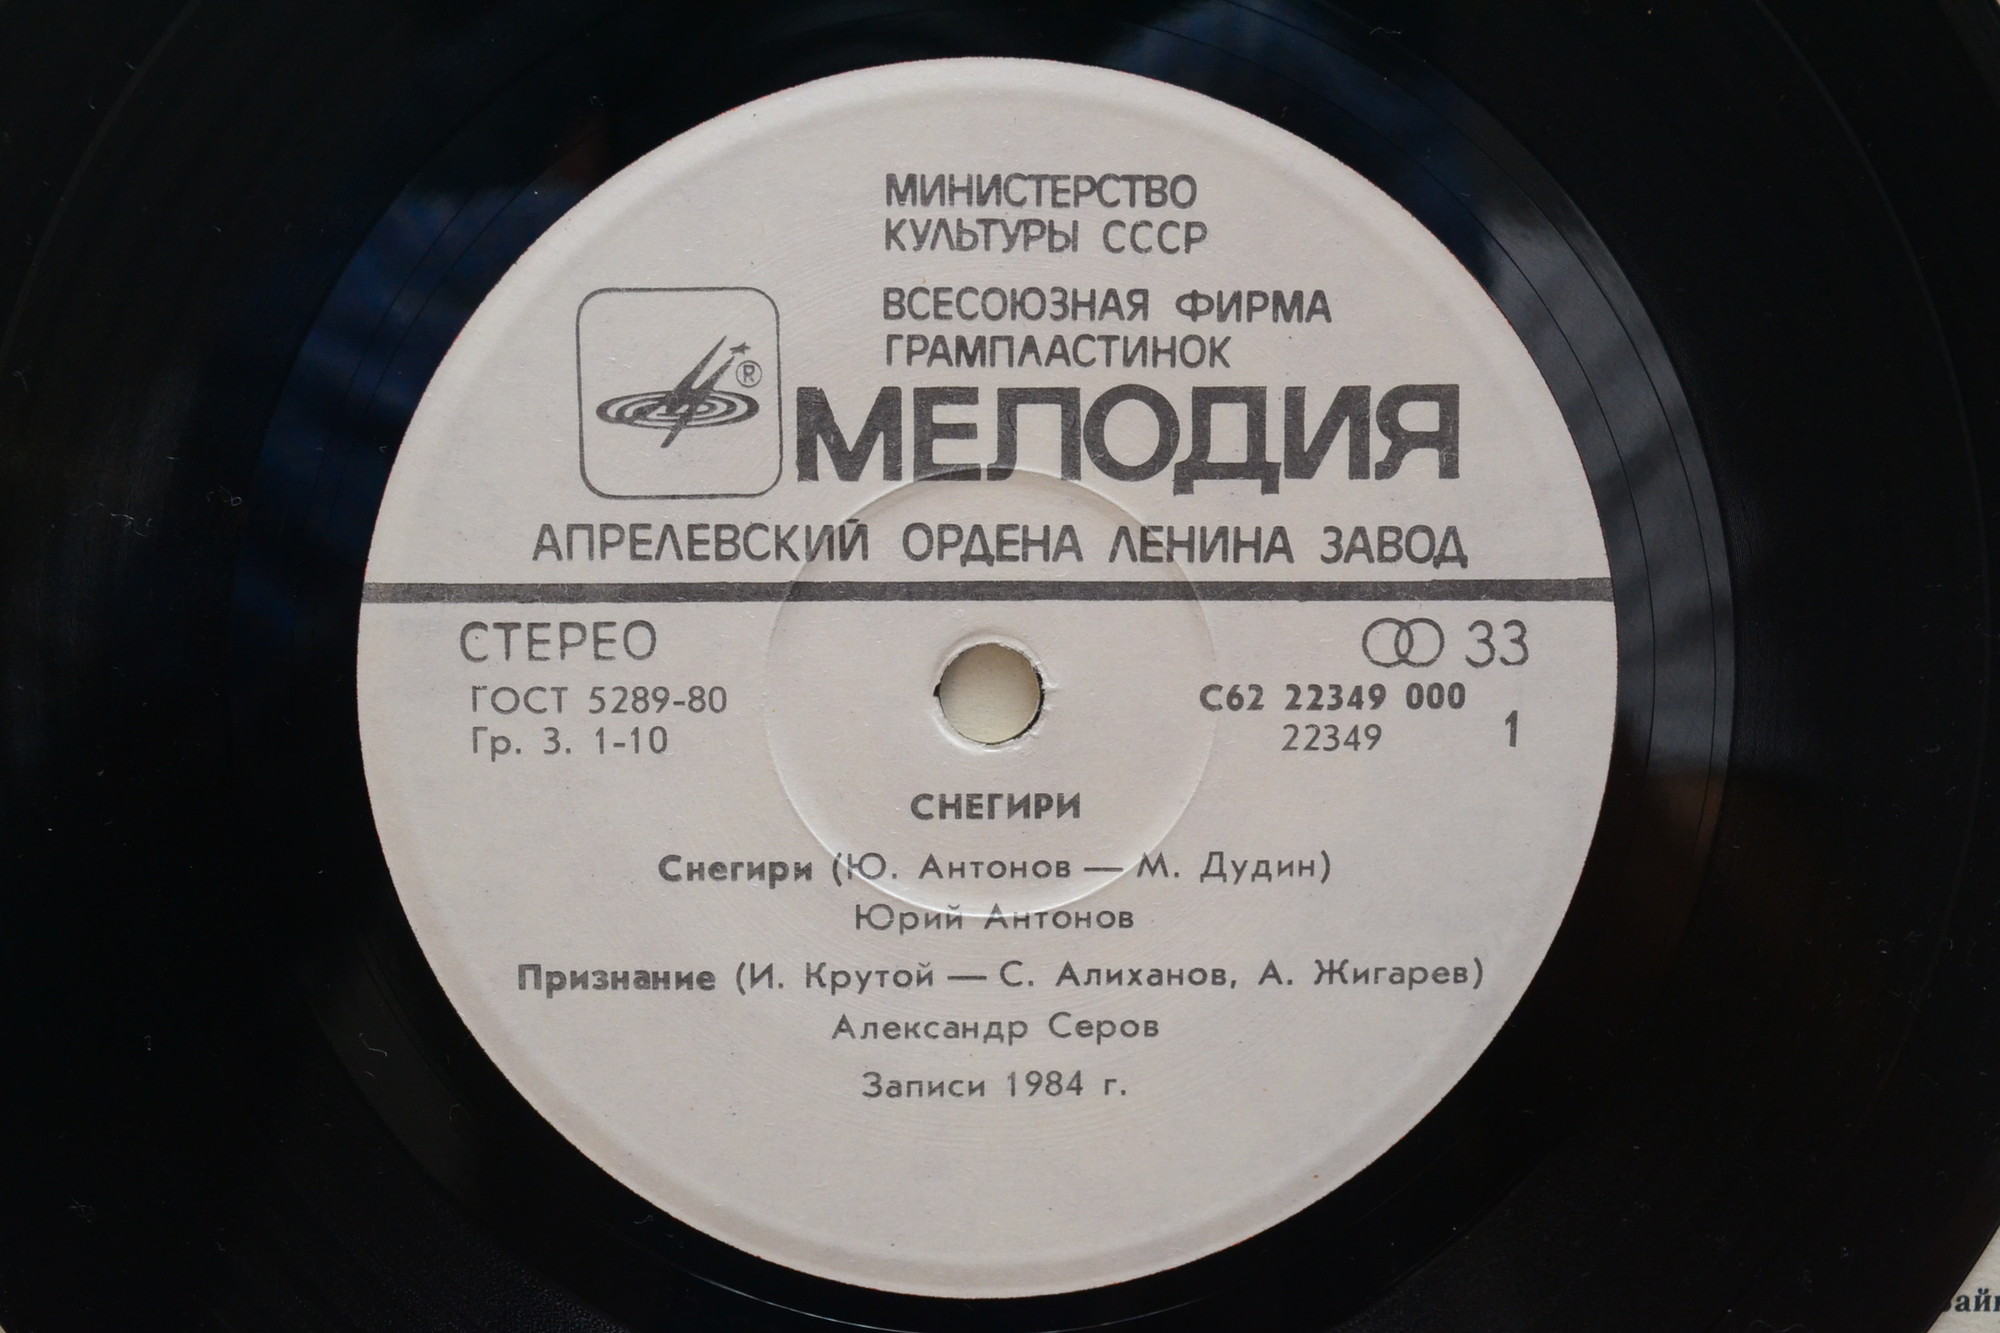 МИНИСТЕРСТВО
КУЛЬТУРЫ СССР
ВСЕСОЮЗНАЯ ФИРМА
ГРАМПЛАСТИНОК
®
МЕЛОДИЯ
АПРЕЛЕВСКИЙ ОРДЕНА ЛЕНИНА ЗАВОД
СТЕРЕО 33
ГОСТ 5289-80 С62 22349 000
Гр. 3. 1-10 22349 1
СНЕГИРИ
Снегири (Ю. Антонов — М. Дудин)
Юрий Антонов
Признание (И. Крутой — С. Алиханов, А. Жигарев)
Александр Серов
Записи 1984 г.